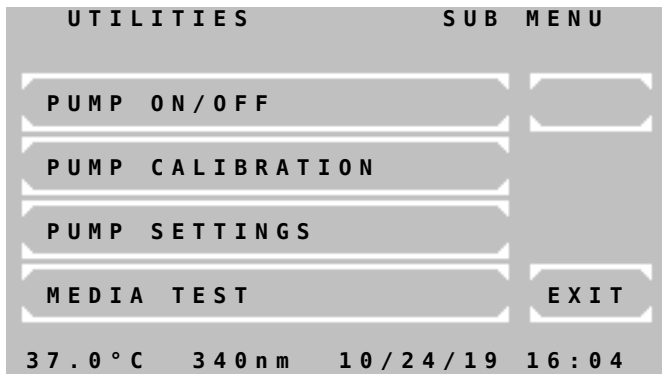 UTILITIES SUB MENU
PUMP ON/OFF
PUMP CALIBRATION
PUMP SETTINGS
MEDIA TEST EXIT
37.0°C 340nm 10/24/19 16:04